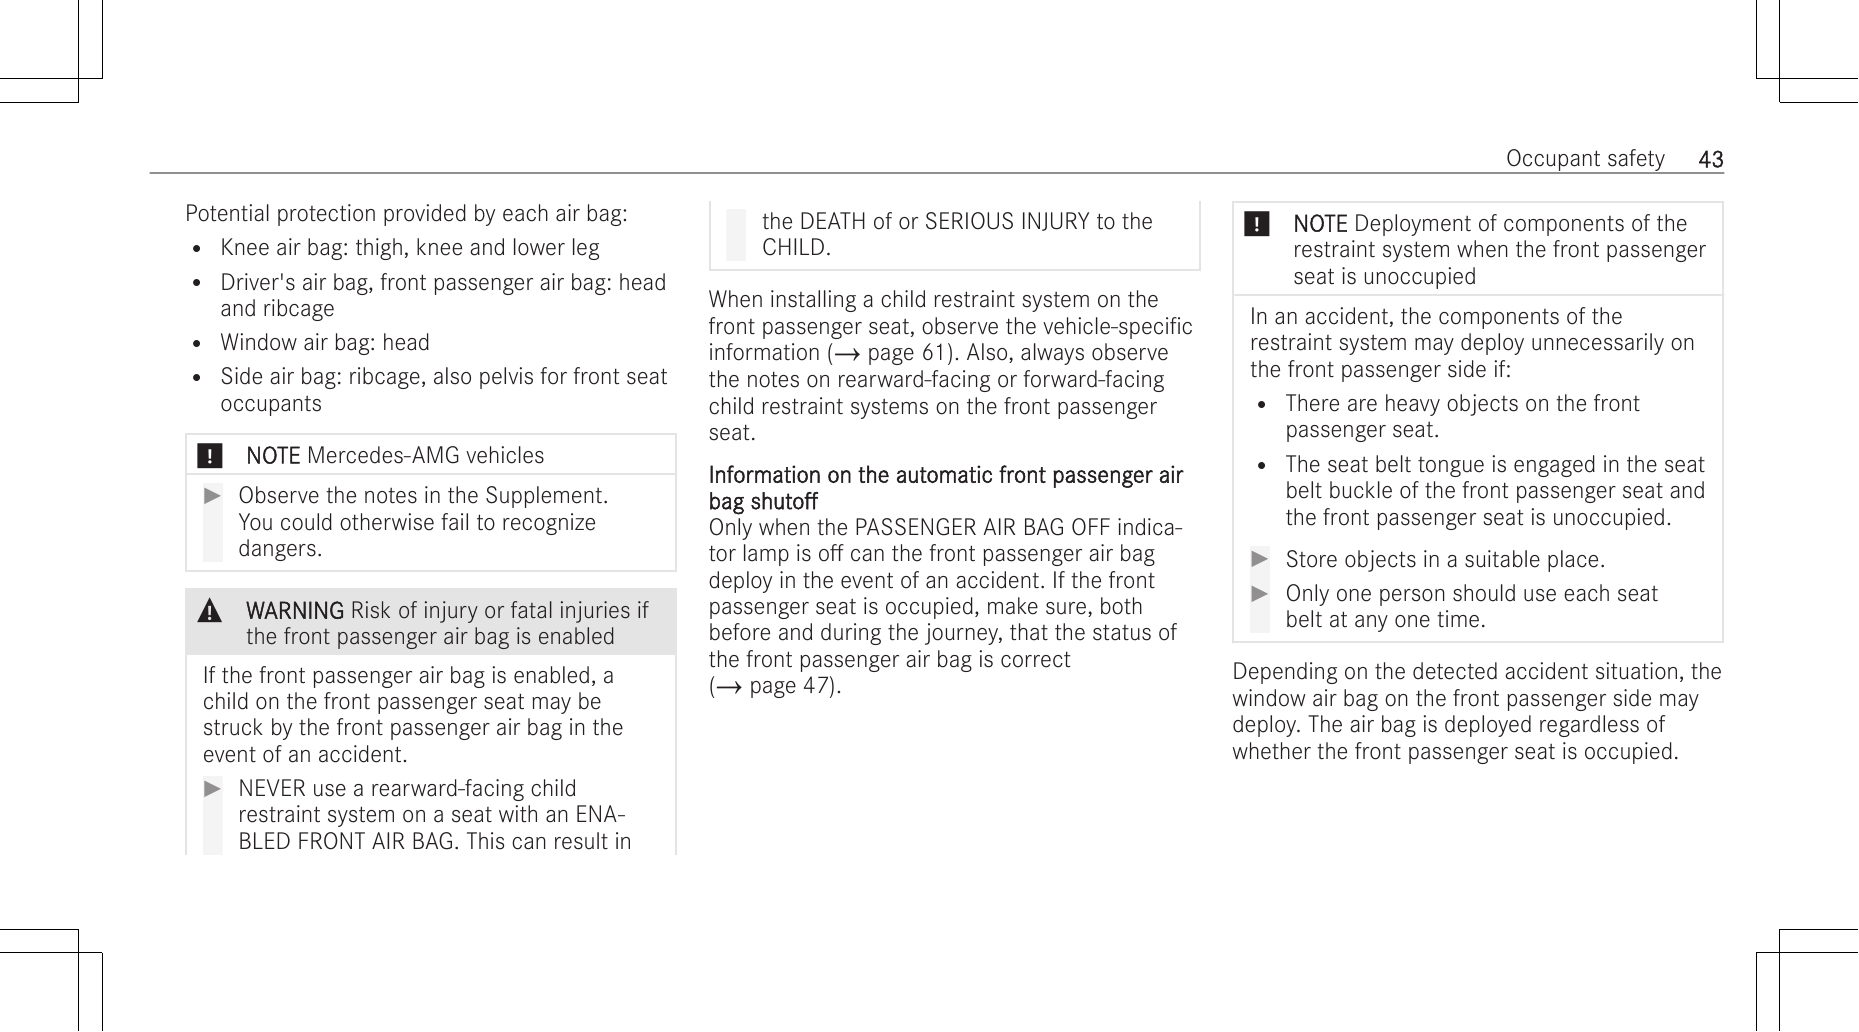 Occupant safety 43
Potential protection provided by each air bag:
• Knee air bag: thigh, knee and lower leg
• Driver's air bag, front passenger air bag: head
and ribcage
• Window air bag: head
• Side air bag: ribcage, also pelvis for front seat
occupants
! NOTE Mercedes-AMG vehicles
▶ Observe the notes in the Supplement.
You could otherwise fail to recognize
dangers.
⚠ WARNING Risk of injury or fatal injuries if
the front passenger air bag is enabled
If the front passenger air bag is enabled, a
child on the front passenger seat may be
struck by the front passenger air bag in the
event of an accident.
▶ NEVER use a rearward-facing child
restraint system on a seat with an ENA-
BLED FRONT AIR BAG. This can result in
the DEATH of or SERIOUS INJURY to the
CHILD.
When installing a child restraint system on the
front passenger seat, observe the vehicle-specific
information (→ page 61). Also, always observe
the notes on rearward-facing or forward-facing
child restraint systems on the front passenger
seat.
Information on the automatic front passenger air
bag shutoff
Only when the PASSENGER AIR BAG OFF indica-
tor lamp is off can the front passenger air bag
deploy in the event of an accident. If the front
passenger seat is occupied, make sure, both
before and during the journey, that the status of
the front passenger air bag is correct
(→ page 47).
! NOTE Deployment of components of the
restraint system when the front passenger
seat is unoccupied
In an accident, the components of the
restraint system may deploy unnecessarily on
the front passenger side if:
• There are heavy objects on the front
passenger seat.
• The seat belt tongue is engaged in the seat
belt buckle of the front passenger seat and
the front passenger seat is unoccupied.
▶ Store objects in a suitable place.
▶ Only one person should use each seat
belt at any one time.
Depending on the detected accident situation, the
window air bag on the front passenger side may
deploy. The air bag is deployed regardless of
whether the front passenger seat is occupied.